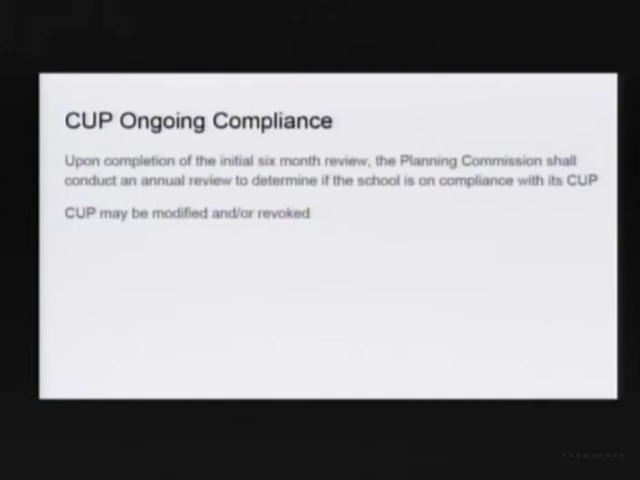 CUP Ongoing Compliance
Upon completion of the initial six month review, the Planning Commission shall
conduct an annual review to determine if the school is on compliance with its CUP
CUP may be modified and/or revoked